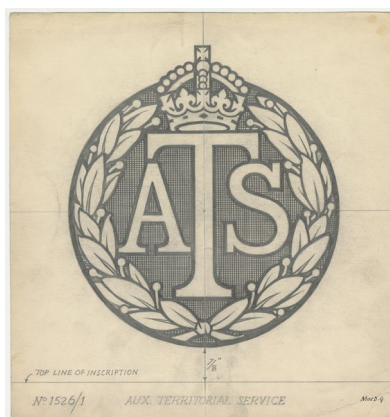 ATS
7/8"
TOP LINE OF INSCRIPTION
Nº 1526/1 AUX. TERRITORIAL SERVICE